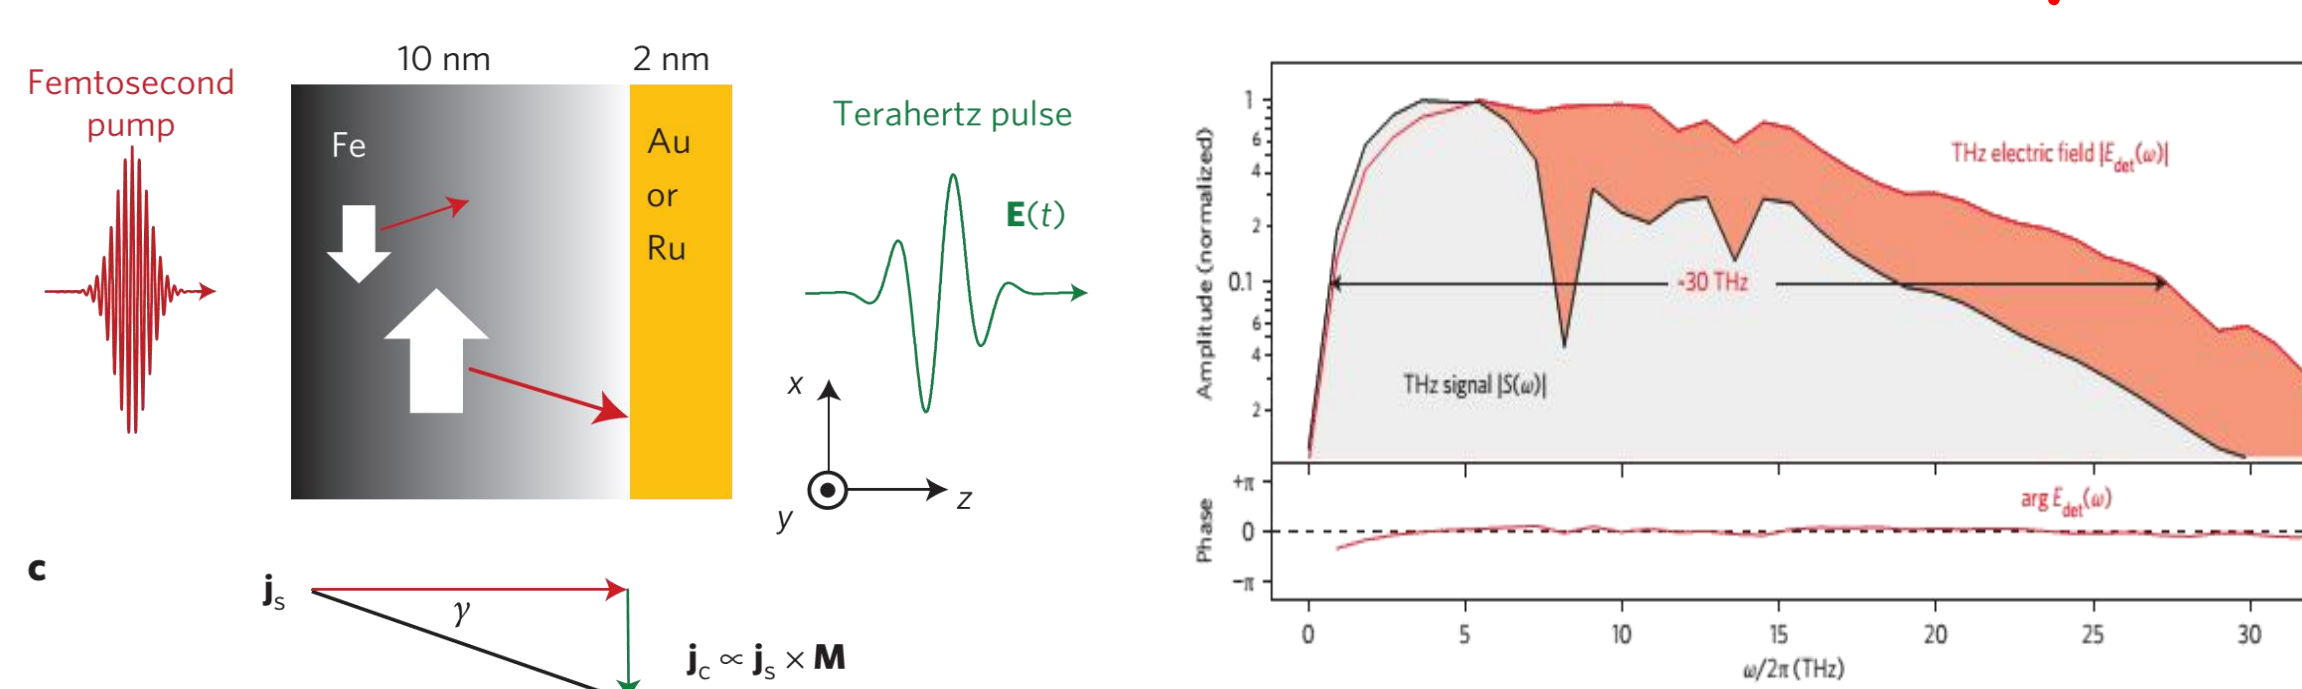 10 nm
2 nm
Femtosecond
pump
Fe
Au
or
Ru
Terahertz pulse
E(t)
x
y
z
c
js
γ
jc ∝ js × M
Amplitude (normalized)
1
6
4
2
0.1
6
4
2
THz electric field |Edet(ω)|
~30 THz
THz signal |S(ω)|
Phase
+π
0
−π
arg Edet(ω)
0
5
10
15
20
25
30
ω/2π (THz)